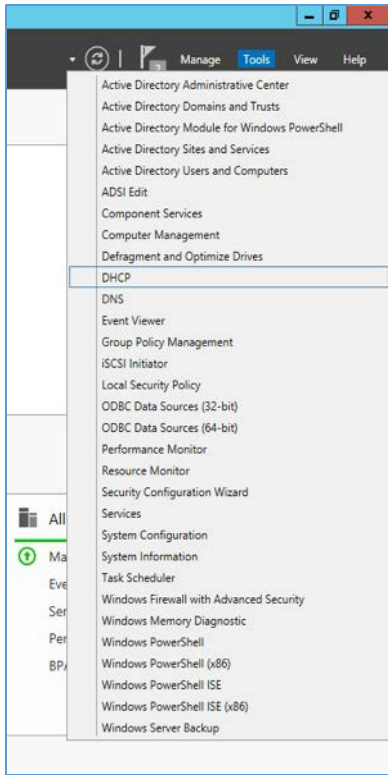 2 Manage Tools View Help
Active Directory Administrative Center
Active Directory Domains and Trusts
Active Directory Module for Windows PowerShell
Active Directory Sites and Services
Active Directory Users and Computers
ADSI Edit
Component Services
Computer Management
Defragment and Optimize Drives
DHCP
DNS
Event Viewer
Group Policy Management
iSCSI Initiator
Local Security Policy
ODBC Data Sources (32-bit)
ODBC Data Sources (64-bit)
Performance Monitor
Resource Monitor
Security Configuration Wizard
Services
System Configuration
System Information
Task Scheduler
Windows Firewall with Advanced Security
Windows Memory Diagnostic
Windows PowerShell
Windows PowerShell (x86)
Windows PowerShell ISE
Windows PowerShell ISE (x86)
Windows Server Backup
All
Ma
Eve
Ser
Per
BPA